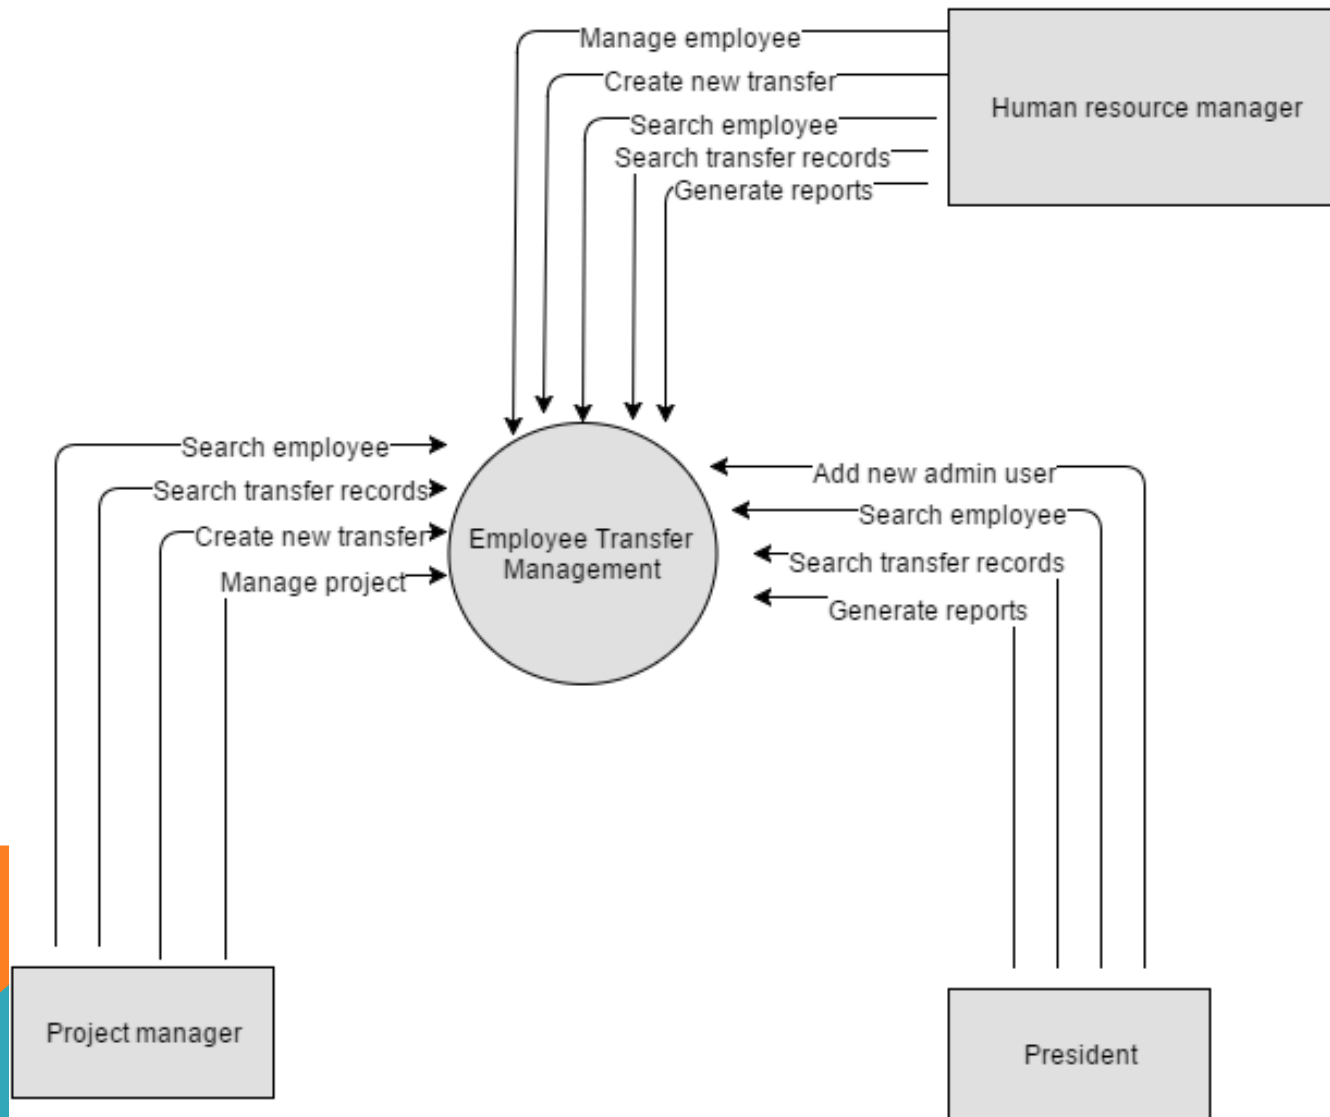 Manage employee
Create new transfer
Human resource manager
Search employee
Search transfer records
Generate reports
Search employee
Search transfer records
Create new transfer
Manage project
Employee Transfer
Management
Add new admin user
Search employee
Search transfer records
Generate reports
Project manager
President